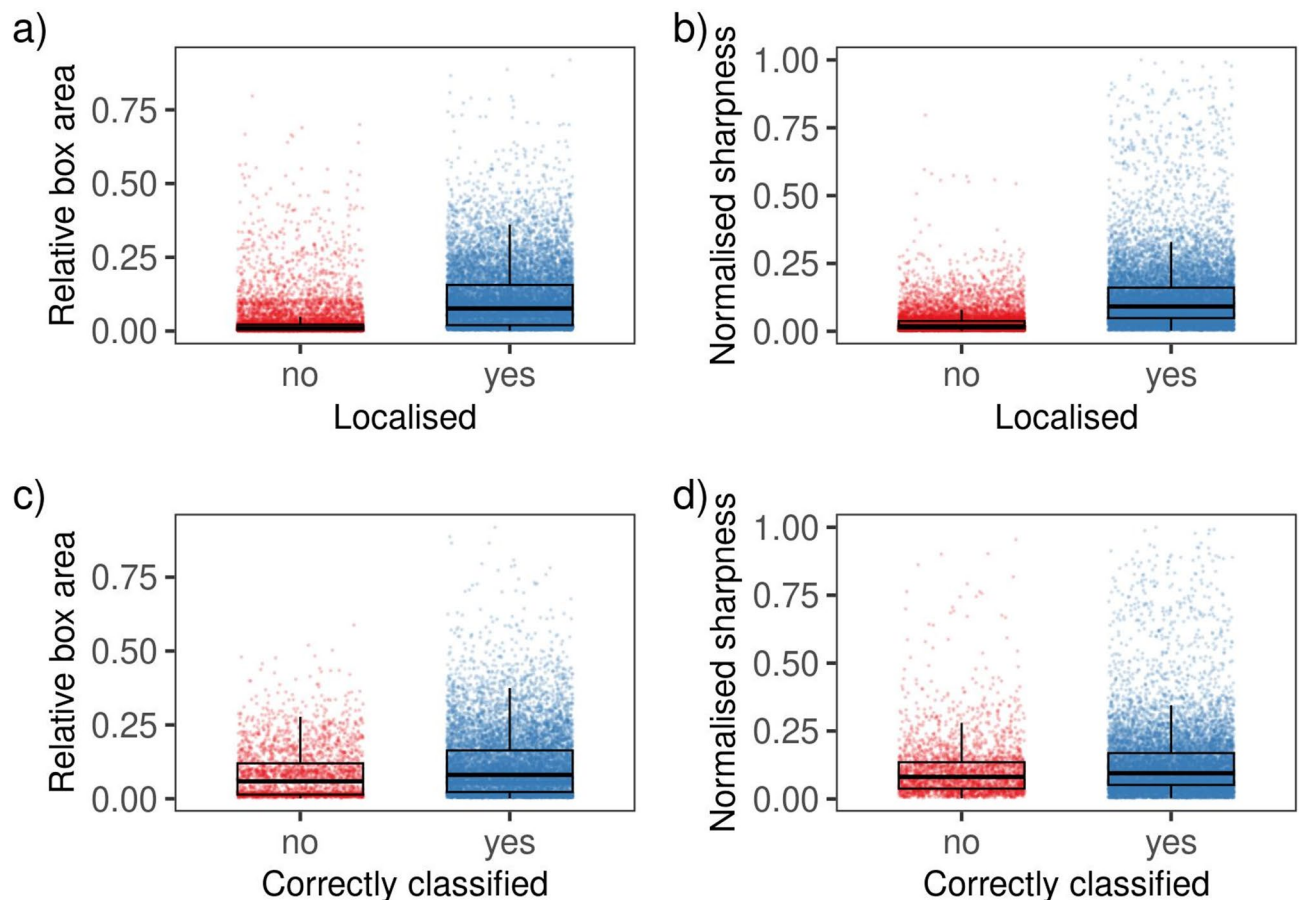 a)
Relative box area
0.75
0.50
0.25
0.00
no yes
Localised
b)
Normalised sharpness
1.00
0.75
0.50
0.25
0.00
no yes
Localised
c)
Relative box area
0.75
0.50
0.25
0.00
no yes
Correctly classified
d)
Normalised sharpness
1.00
0.75
0.50
0.25
0.00
no yes
Correctly classified